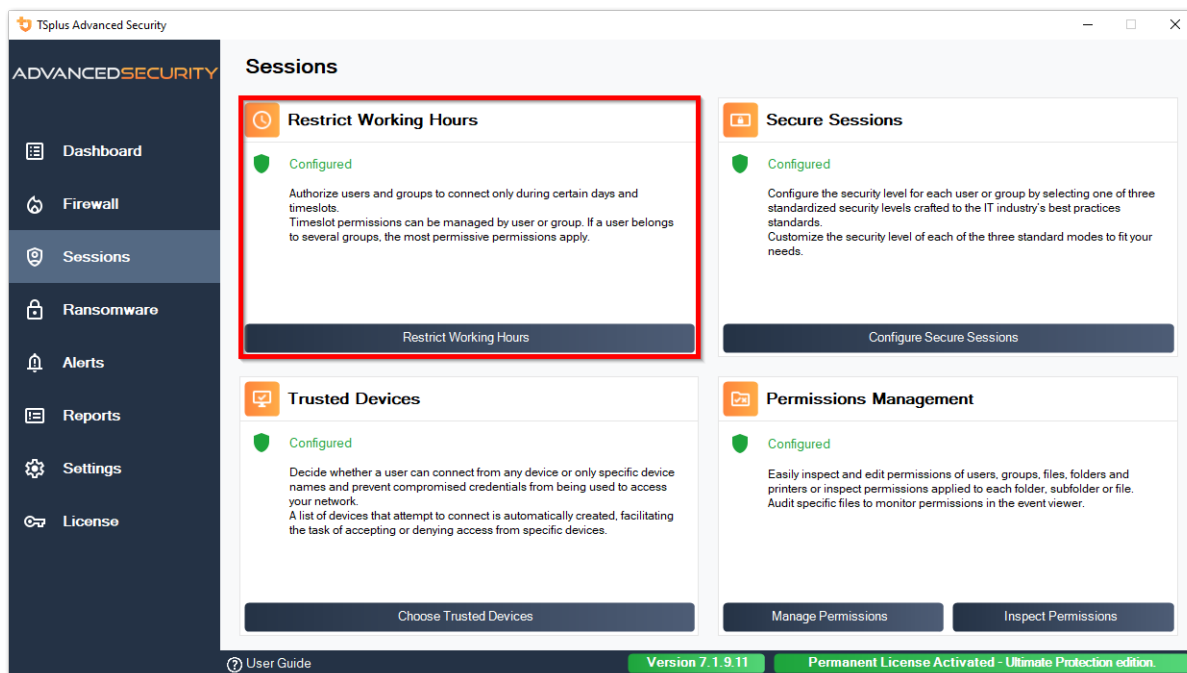 TSplus Advanced Security
ADVANCEDSECURITY
Dashboard
Firewall
Sessions
Ransomware
Alerts
Reports
Settings
License
Sessions
Restrict Working Hours
Configured
Authorize users and groups to connect only during certain days and
timeslots.
Timeslot permissions can be managed by user or group. If a user belongs
to several groups, the most permissive permissions apply.
Restrict Working Hours
Secure Sessions
Configured
Configure the security level for each user or group by selecting one of three
standardized security levels crafted to the IT industry's best practices
standards.
Customize the security level of each of the three standard modes to fit your
needs.
Configure Secure Sessions
Trusted Devices
Configured
Decide whether a user can connect from any device or only specific device
names and prevent compromised credentials from being used to access
your network.
A list of devices that attempt to connect is automatically created, facilitating
the task of accepting or denying access from specific devices.
Choose Trusted Devices
Permissions Management
Configured
Easily inspect and edit permissions of users, groups, files, folders and
printers or inspect permissions applied to each folder, subfolder or file.
Audit specific files to monitor permissions in the event viewer.
Manage Permissions
Inspect Permissions
User Guide
Version 7.1.9.11
Permanent License Activated - Ultimate Protection edition.